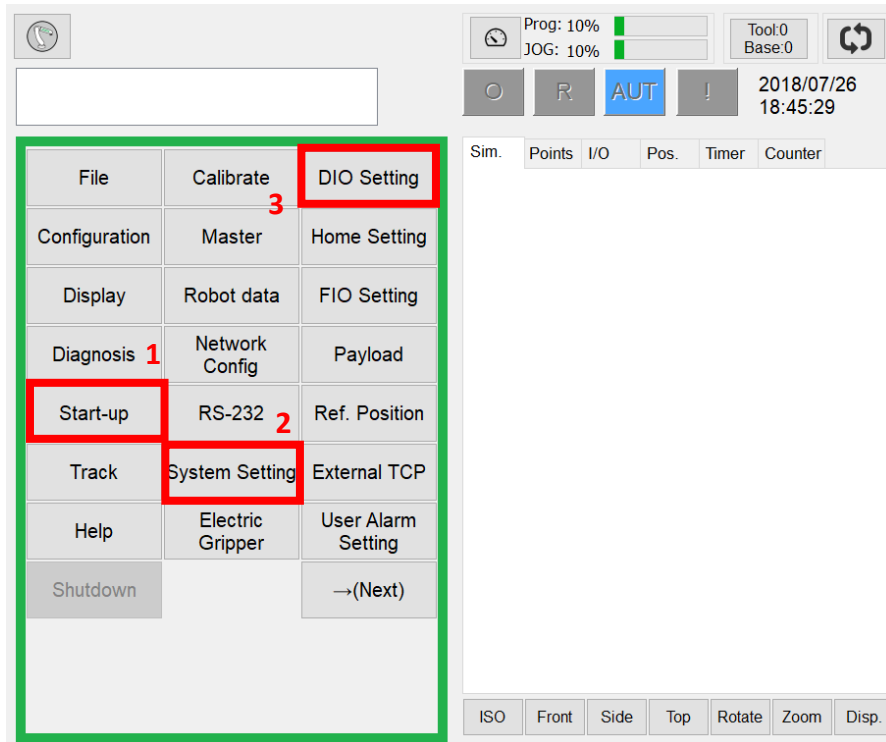 Prog: 10%
JOG: 10%
Tool:0
Base:0
O
R
AUT
!
2018/07/26
18:45:29
File
Calibrate
DIO Setting
3
Configuration
Master
Home Setting
Display
Robot data
FIO Setting
Diagnosis
1
Network
Config
Payload
Start-up
RS-232
2
Ref. Position
Track
System Setting
External TCP
Help
Electric
Gripper
User Alarm
Setting
Shutdown
→(Next)
Sim.
Points
I/O
Pos.
Timer
Counter
ISO
Front
Side
Top
Rotate
Zoom
Disp.